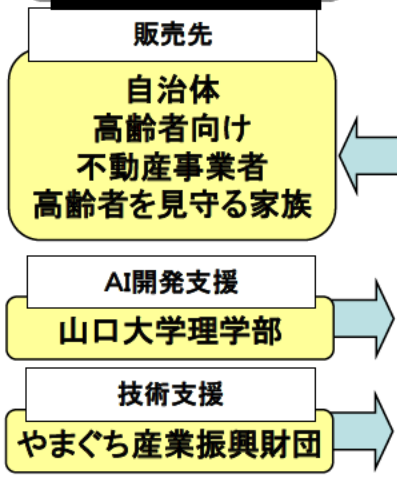 販売先
自治体
高齢者向け
不動産事業者
高齢者を見守る家族
AI開発支援
山口大学理学部
技術支援
やまぐち産業振興財団